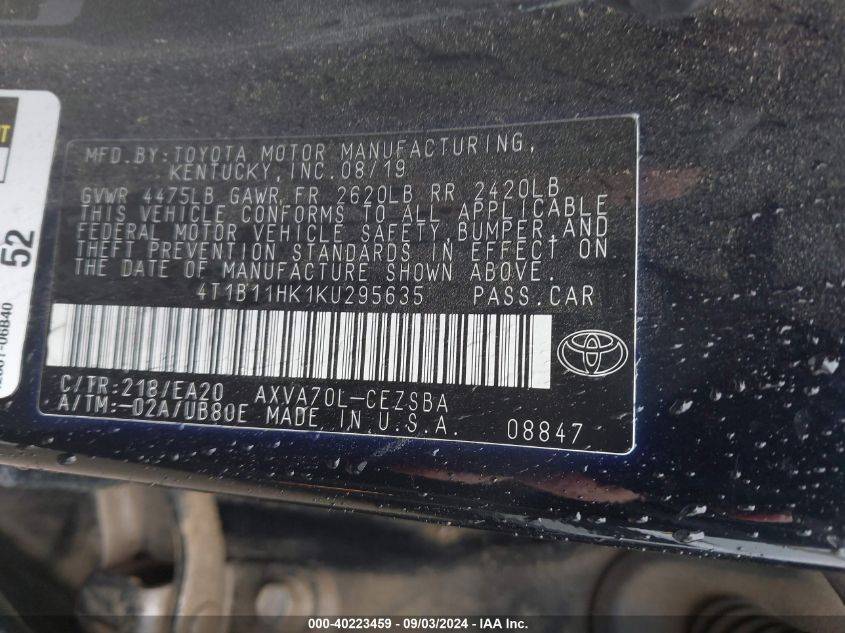 MFD.BY:TOYOTA MOTOR MANUFACTURING,
KENTUCKY,INC.08/19
GVWR 4475LB GAWR FR 2620LB RR 2420LB
THIS VEHICLE CONFORMS TO ALL APPLICABLE
FEDERAL MOTOR VEHICLE SAFETY,BUMPER,AND
THEFT PREVENTION STANDARDS IN EFFECT ON
THE DATE OF MANUFACTURE SHOWN ABOVE.
4T1B11HK1KU295635 PASS.CAR
C/TR:218/EA20 AXVA70L-CEZSBA
A/TM:-02A/UB80E MADE IN U.S.A. 08847
52
000-40223459 - 09/03/2024 - IAA Inc.